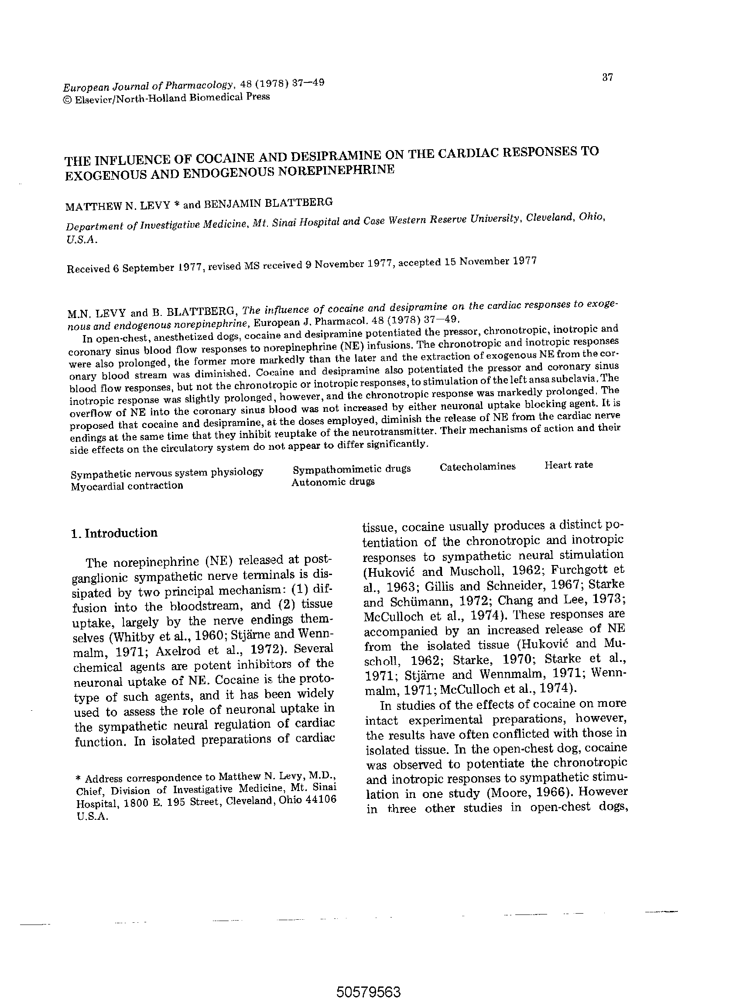 37
European Journal of Pharmacology, 48 (1978) 37—49
© Elsevier/North-Holland Biomedical Press
THE INFLUENCE OF COCAINE AND DESIPRAMINE ON THE CARDIAC RESPONSES TO
EXOGENOUS AND ENDOGENOUS NOREPINEPHRINE
MATTHEW N. LEVY * and BENJAMIN BLATTBERG
Department of Investigative Medicine, Mt. Sinai Hospital and Case Western Reserve University, Cleveland, Ohio,
U.S.A.
Received 6 September 1977, revised MS received 9 November 1977, accepted 15 November 1977
M.N. LEVY and B. BLATTBERG, The influence of cocaine and desipramine on the cardiac responses to exoge-
nous and endogenous norepinephrine, European J. Pharmacol. 48 (1978) 37—49.
In open-chest, anesthetized dogs, cocaine and desipramine potentiated the pressor, chronotropic, inotropic and
coronary sinus blood flow responses to norepinephrine (NE) infusions. The chronotropic and inotropic responses
were also prolonged, the former more markedly than the later and the extraction of exogenous NE from the cor-
onary blood stream was diminished. Cocaine and desipramine also potentiated the pressor and coronary sinus
blood flow responses, but not the chronotropic or inotropic responses, to stimulation of the left ansa subclavia. The
inotropic response was slightly prolonged, however, and the chronotropic response was markedly prolonged. The
overflow of NE into the coronary sinus blood was not increased by either neuronal uptake blocking agent. It is
proposed that cocaine and desipramine, at the doses employed, diminish the release of NE from the cardiac nerve
endings at the same time that they inhibit reuptake of the neurotransmitter. Their mechanisms of action and their
side effects on the circulatory system do not appear to differ significantly.
Sympathetic nervous system physiology Sympathomimetic drugs Catecholamines Heart rate
Myocardial contraction Autonomic drugs
1. Introduction
The norepinephrine (NE) released at post-
ganglionic sympathetic nerve terminals is dis-
sipated by two principal mechanism: (1) dif-
fusion into the bloodstream, and (2) tissue
uptake, largely by the nerve endings them-
selves (Whitby et al., 1960; Stjärne and Wenn-
malm, 1971; Axelrod et al., 1972). Several
chemical agents are potent inhibitors of the
neuronal uptake of NE. Cocaine is the proto-
type of such agents, and it has been widely
used to assess the role of neuronal uptake in
the sympathetic neural regulation of cardiac
function. In isolated preparations of cardiac
* Address correspondence to Matthew N. Levy, M.D.,
Chief, Division of Investigative Medicine, Mt. Sinai
Hospital, 1800 E. 195 Street, Cleveland, Ohio 44106
U.S.A.
tissue, cocaine usually produces a distinct po-
tentiation of the chronotropic and inotropic
responses to sympathetic neural stimulation
(Huković and Muscholl, 1962; Furchgott et
al., 1963; Gillis and Schneider, 1967; Starke
and Schümann, 1972; Chang and Lee, 1973;
McCulloch et al., 1974). These responses are
accompanied by an increased release of NE
from the isolated tissue (Huković and Mu-
scholl, 1962; Starke, 1970; Starke et al.,
1971; Stjärne and Wennmalm, 1971; Wenn-
malm, 1971; McCulloch et al., 1974).
In studies of the effects of cocaine on more
intact experimental preparations, however,
the results have often conflicted with those in
isolated tissue. In the open-chest dog, cocaine
was observed to potentiate the chronotropic
and inotropic responses to sympathetic stimu-
lation in one study (Moore, 1966). However
in three other studies in open-chest dogs,
50579563